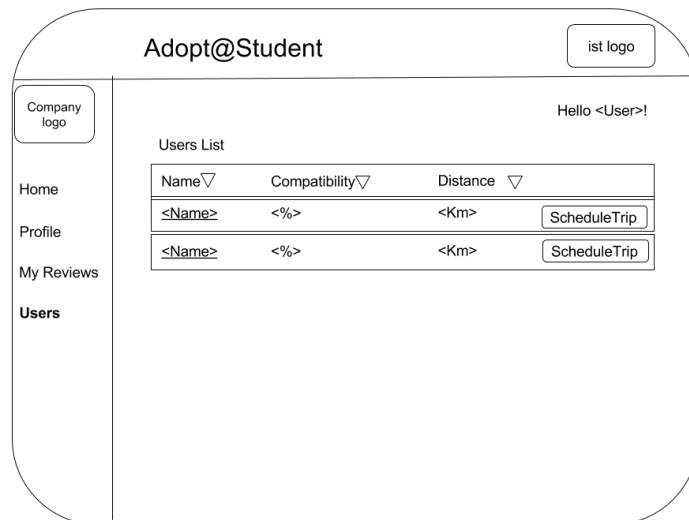 Adopt@Student
ist logo
Company
logo
Hello <User>!
Users List
Name Compatibility Distance
<Name> <%> <Km> ScheduleTrip
<Name> <%> <Km> ScheduleTrip
Home
Profile
My Reviews
Users